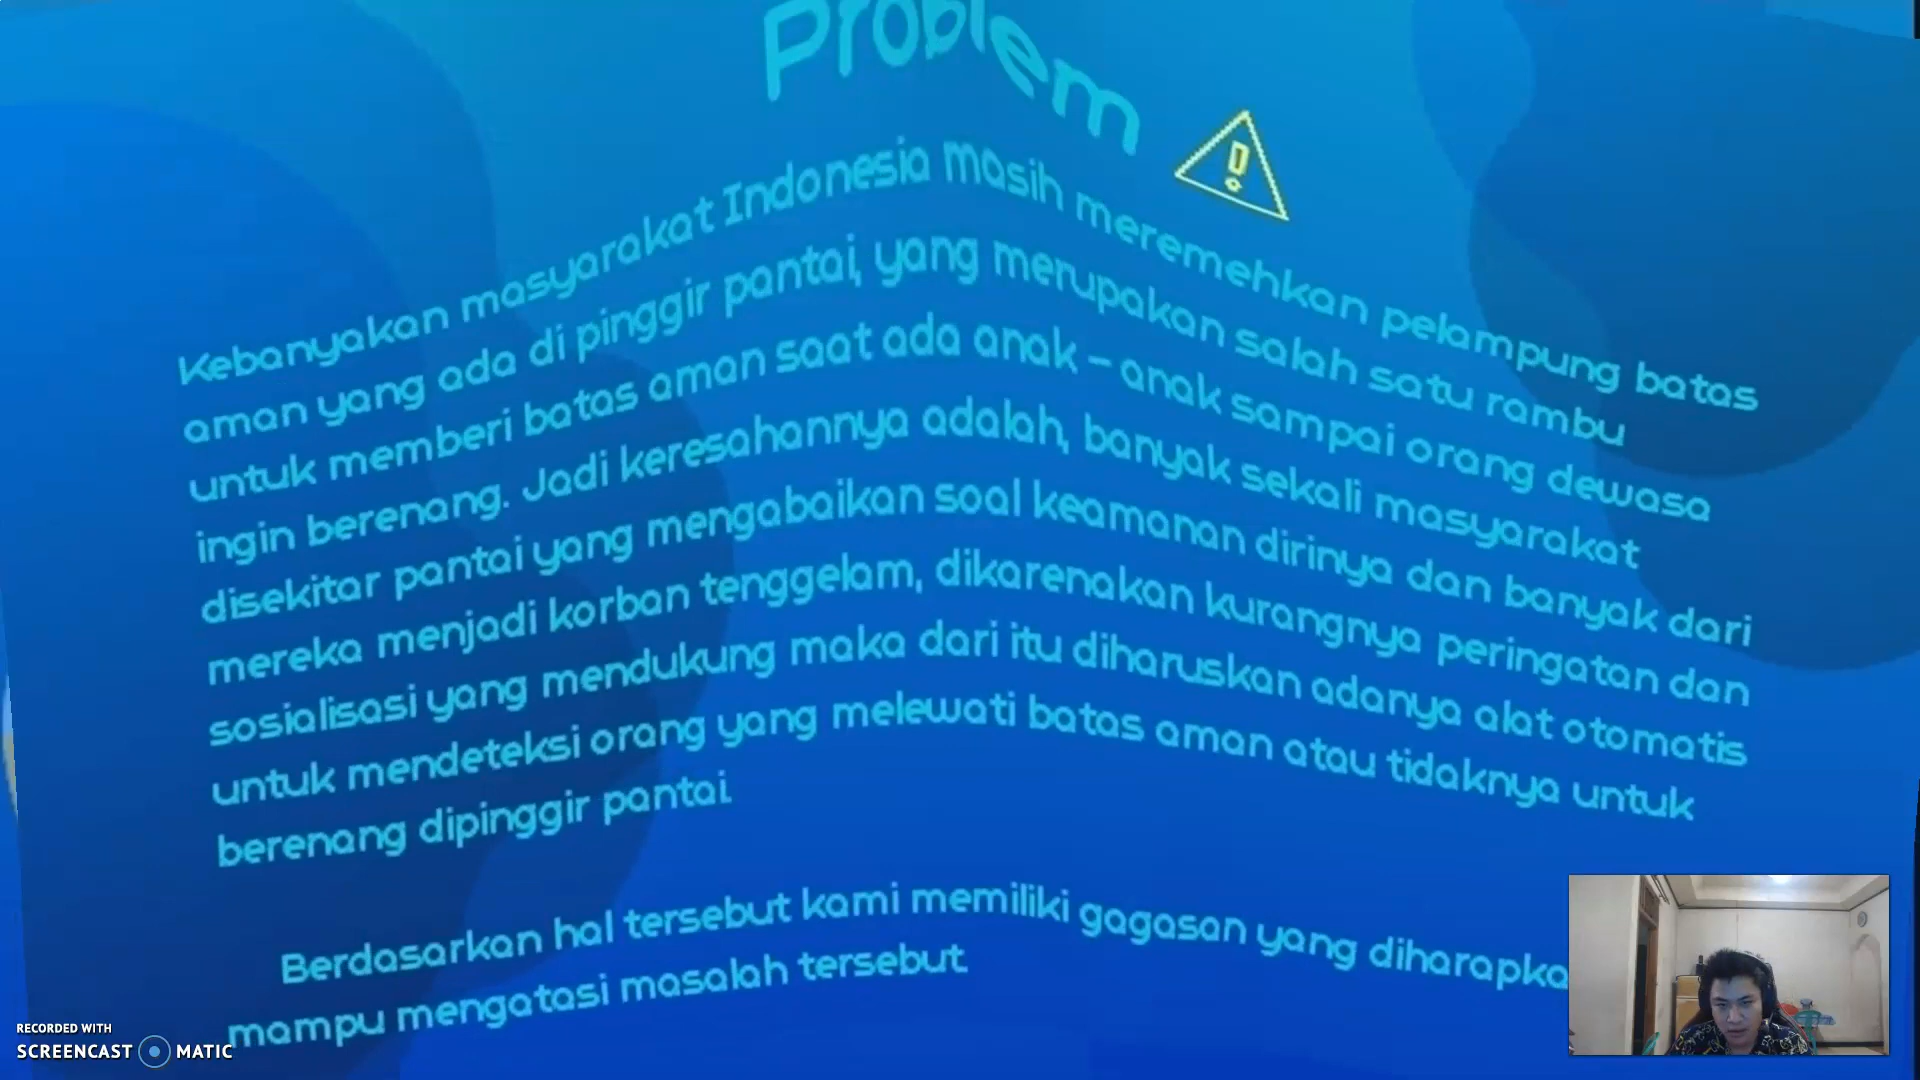 Problem
Kebanyakan masyarakat Indonesia masih meremehkan pelampung batas
aman yang ada di pinggir pantai, yang merupakan salah satu rambu
untuk memberi batas aman saat ada anak – anak sampai orang dewasa
ingin berenang. Jadi keresahannya adalah, banyak sekali masyarakat
disekitar pantai yang mengabaikan soal keamanan dirinya dan banyak dari
mereka menjadi korban tenggelam, dikarenakan kurangnya peringatan dan
sosialisasi yang mendukung maka dari itu diharuskan adanya alat otomatis
untuk mendeteksi orang yang melewati batas aman atau tidaknya untuk
berenang dipinggir pantai.
Berdasarkan hal tersebut kami memiliki gagasan yang diharapka
mampu mengatasi masalah tersebut.
RECORDED WITH
SCREENCAST MATIC